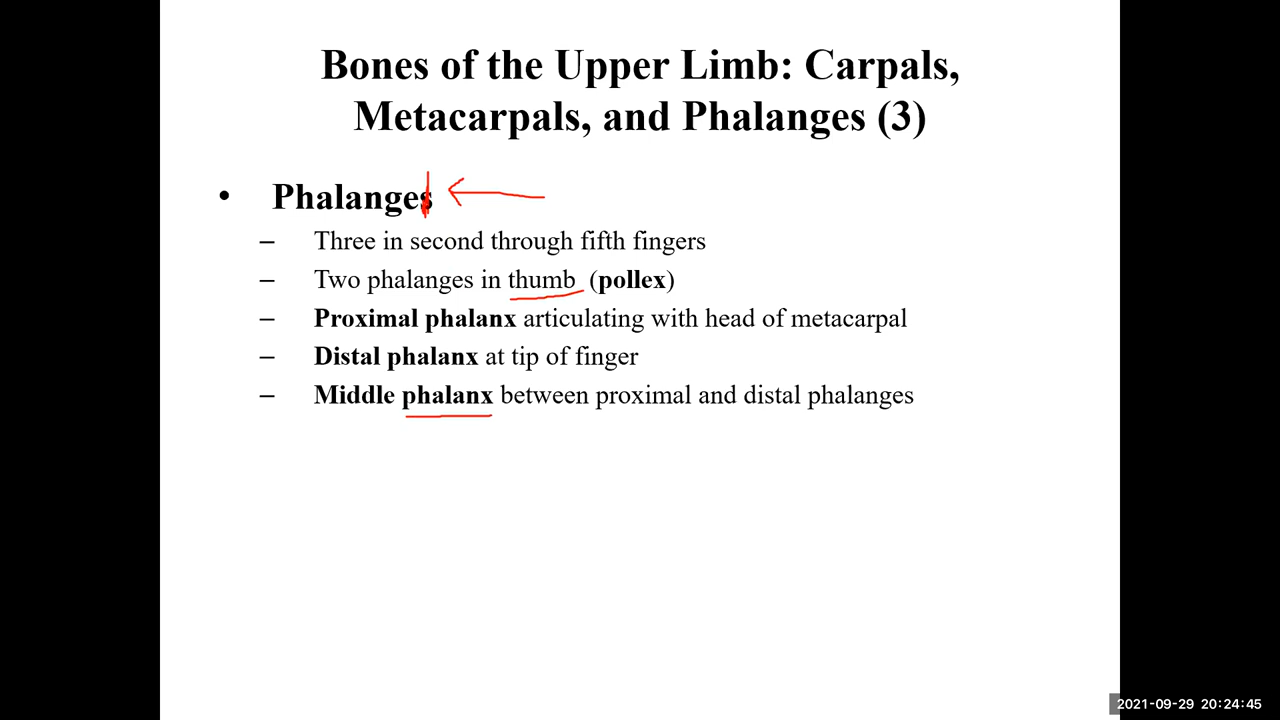 Bones of the Upper Limb: Carpals,
Metacarpals, and Phalanges (3)
• Phalanges
– Three in second through fifth fingers
– Two phalanges in thumb (pollex)
– Proximal phalanx articulating with head of metacarpal
– Distal phalanx at tip of finger
– Middle phalanx between proximal and distal phalanges
2021-09-29 20:24:45